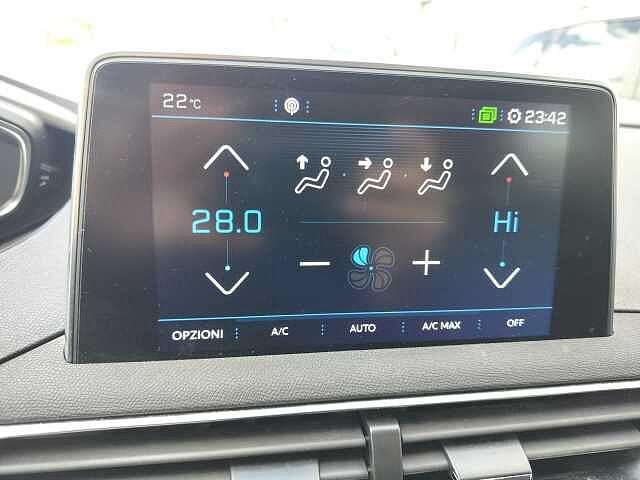 22°C 23:42
28.0 Hi
OPZIONI A/C AUTO A/C MAX OFF